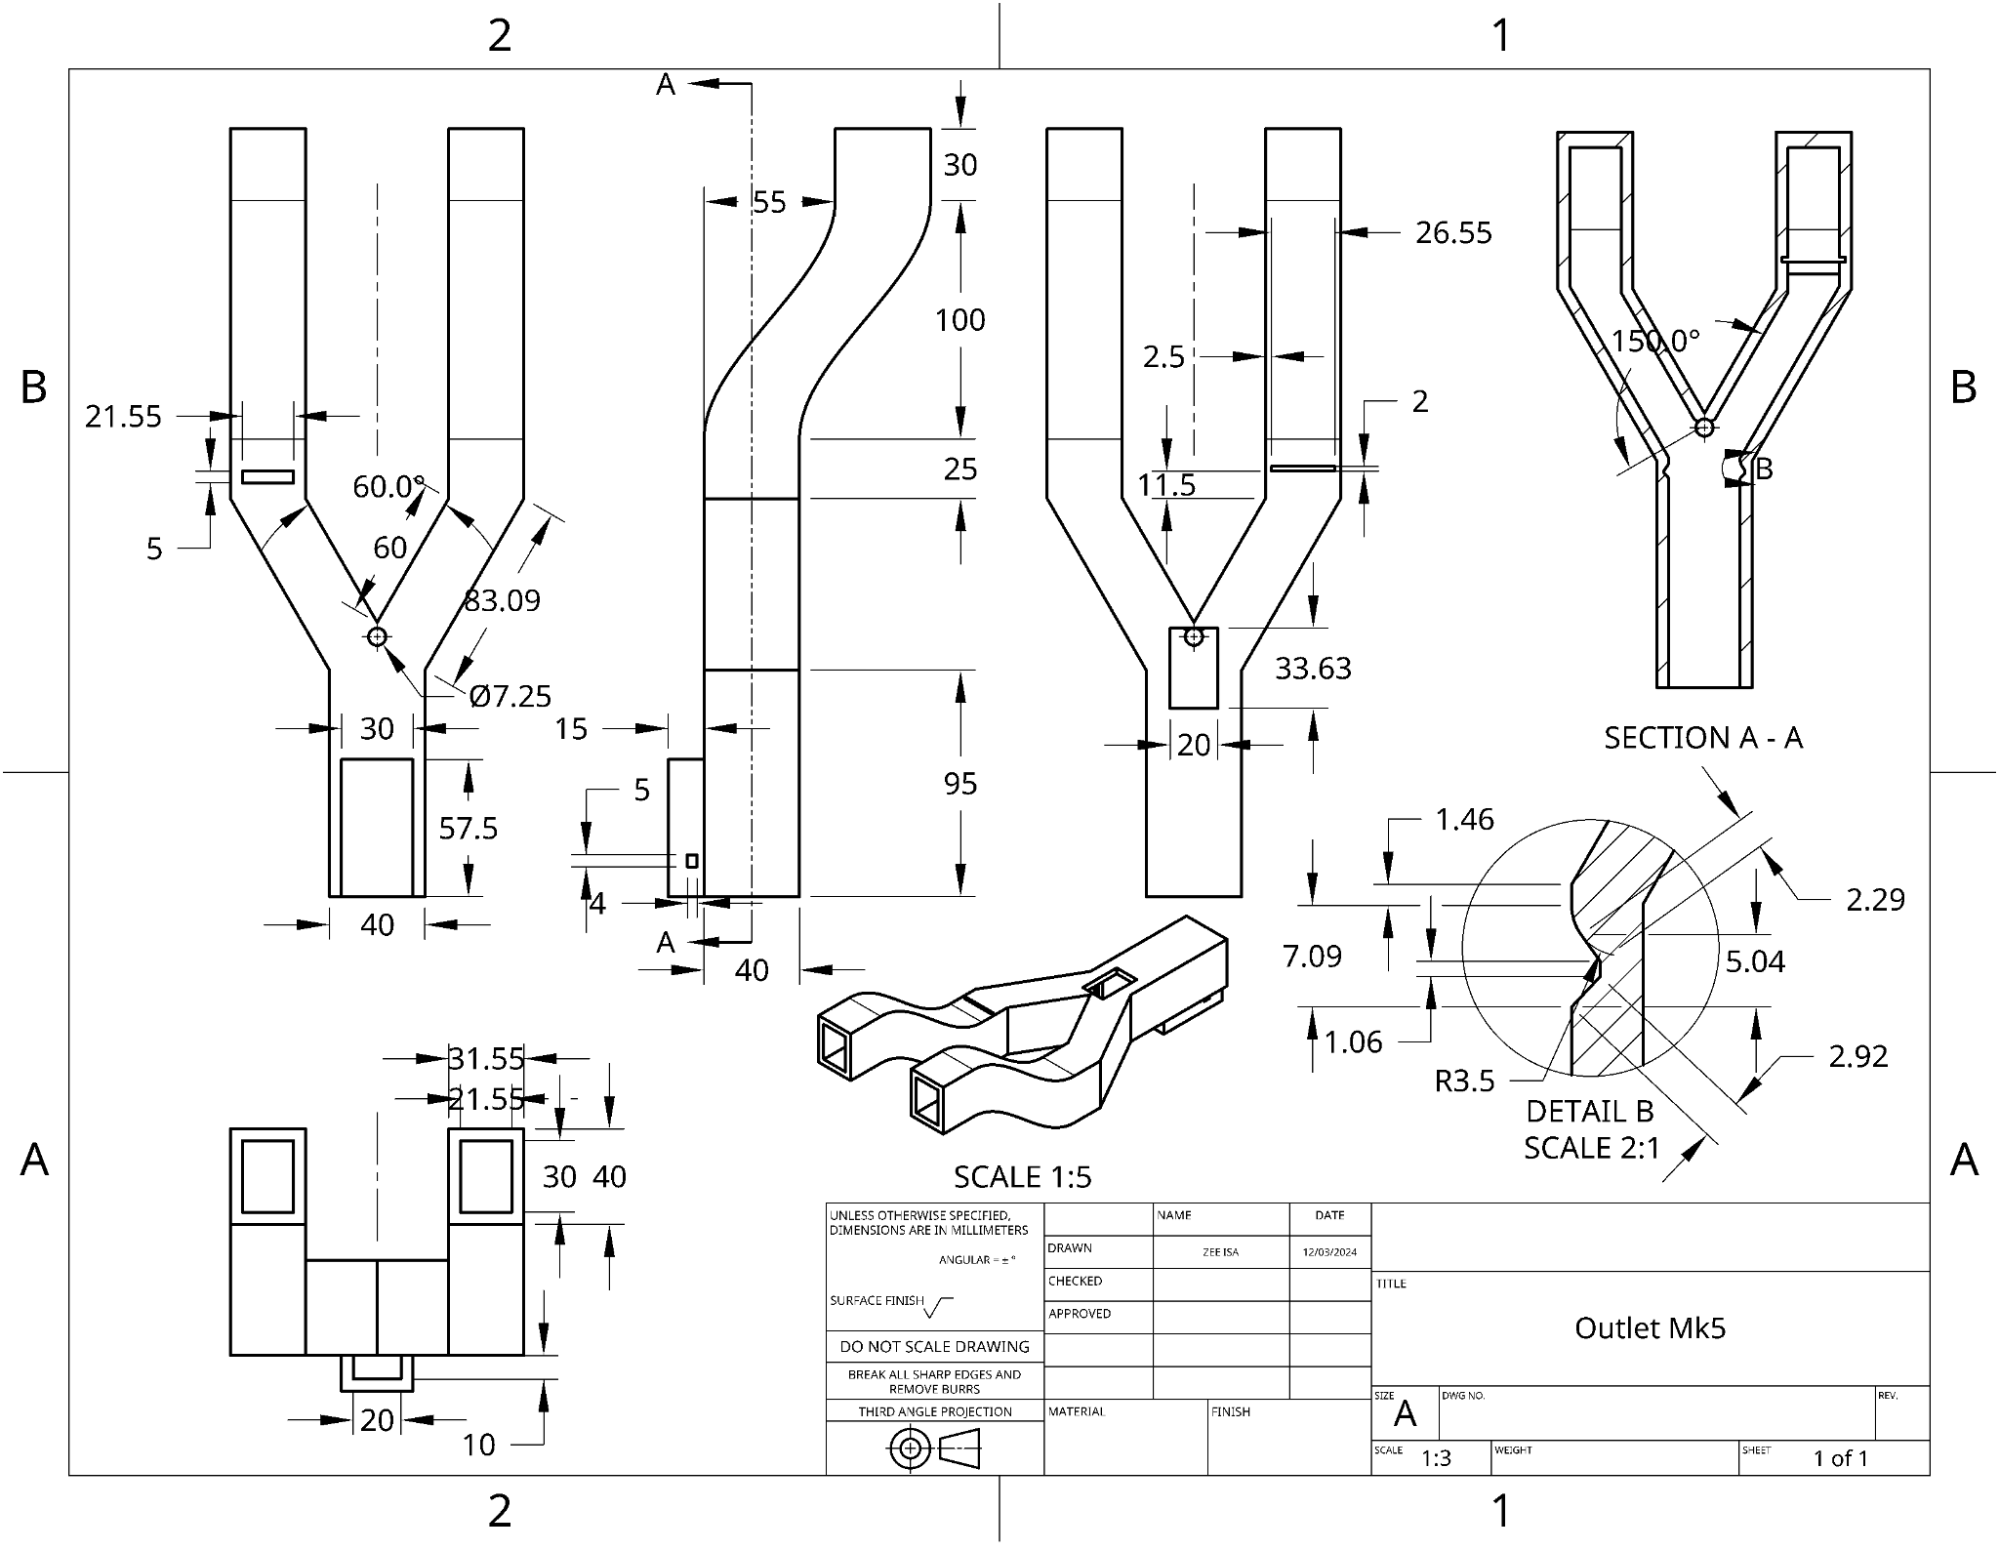 2
1
A
30
55
26.55
100
150.0°
2.5
B
B
2
21.55
25
60.0°
11.5
B
5
60
83.09
33.63
Ø7.25
15
30
20
SECTION A - A
5
95
57.5
1.46
4
2.29
40
A
7.09
5.04
40
1.06
2.92
31.55
R3.5
21.55
DETAIL B
SCALE 2:1
A
30
40
A
SCALE 1:5
20
10
UNLESS OTHERWISE SPECIFIED,
DIMENSIONS ARE IN MILLIMETERS
ANGULAR = ± °
SURFACE FINISH
DO NOT SCALE DRAWING
BREAK ALL SHARP EDGES AND
REMOVE BURRS
THIRD ANGLE PROJECTION
NAME
DATE
DRAWN
ZEE ISA
12/03/2024
CHECKED
APPROVED
MATERIAL
FINISH
TITLE
Outlet Mk5
SIZE
A
DWG NO.
REV.
SCALE
1:3
WEIGHT
SHEET
1 of 1
2
1